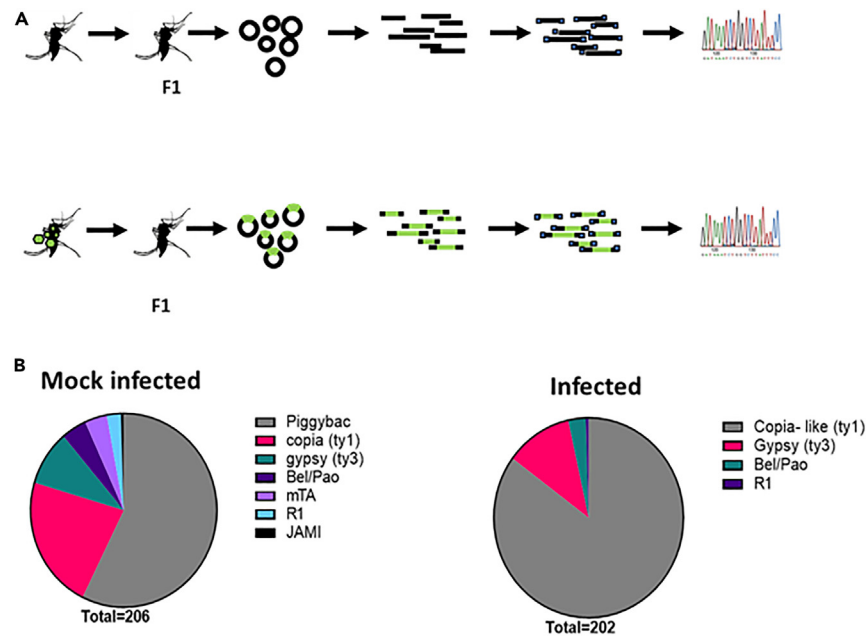 A
F1
F1
B
Mock infected
Piggybac
copia (ty1)
gypsy (ty3)
Bel/Pao
mTA
R1
JAMI
Total=206
Infected
Copia- like (ty1)
Gypsy (ty3)
Bel/Pao
R1
Total=202